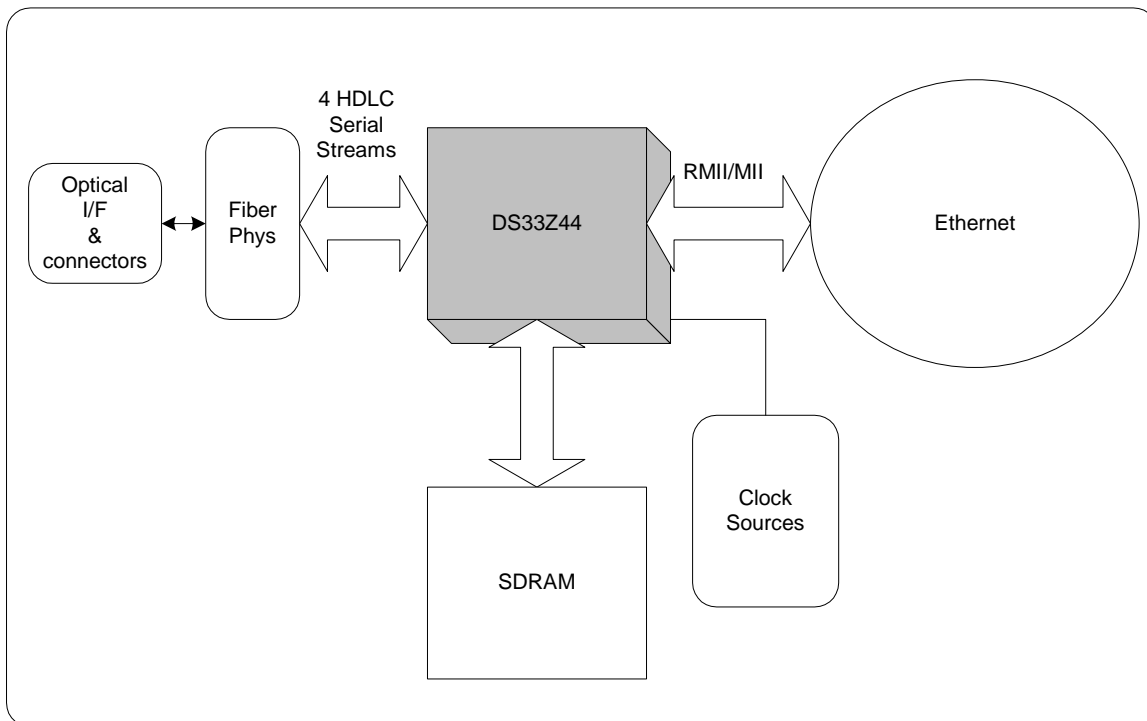 4 HDLC
Serial
Streams
Optical
I/F
&
connectors
Fiber
Phys
DS33Z44
RMII/MII
Ethernet
SDRAM
Clock
Sources